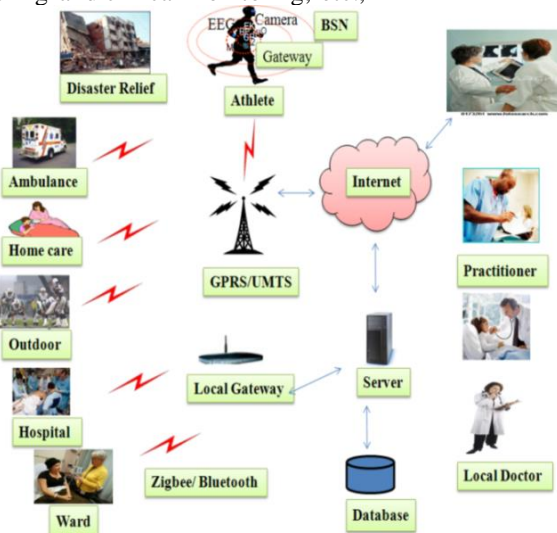 EEG
Camera
BSN
Gateway
Disaster Relief
Athlete
Ambulance
Internet
Home care
Practitioner
GPRS/UMTS
Outdoor
Local Gateway
Server
Hospital
Zigbee/ Bluetooth
Local Doctor
Ward
Database